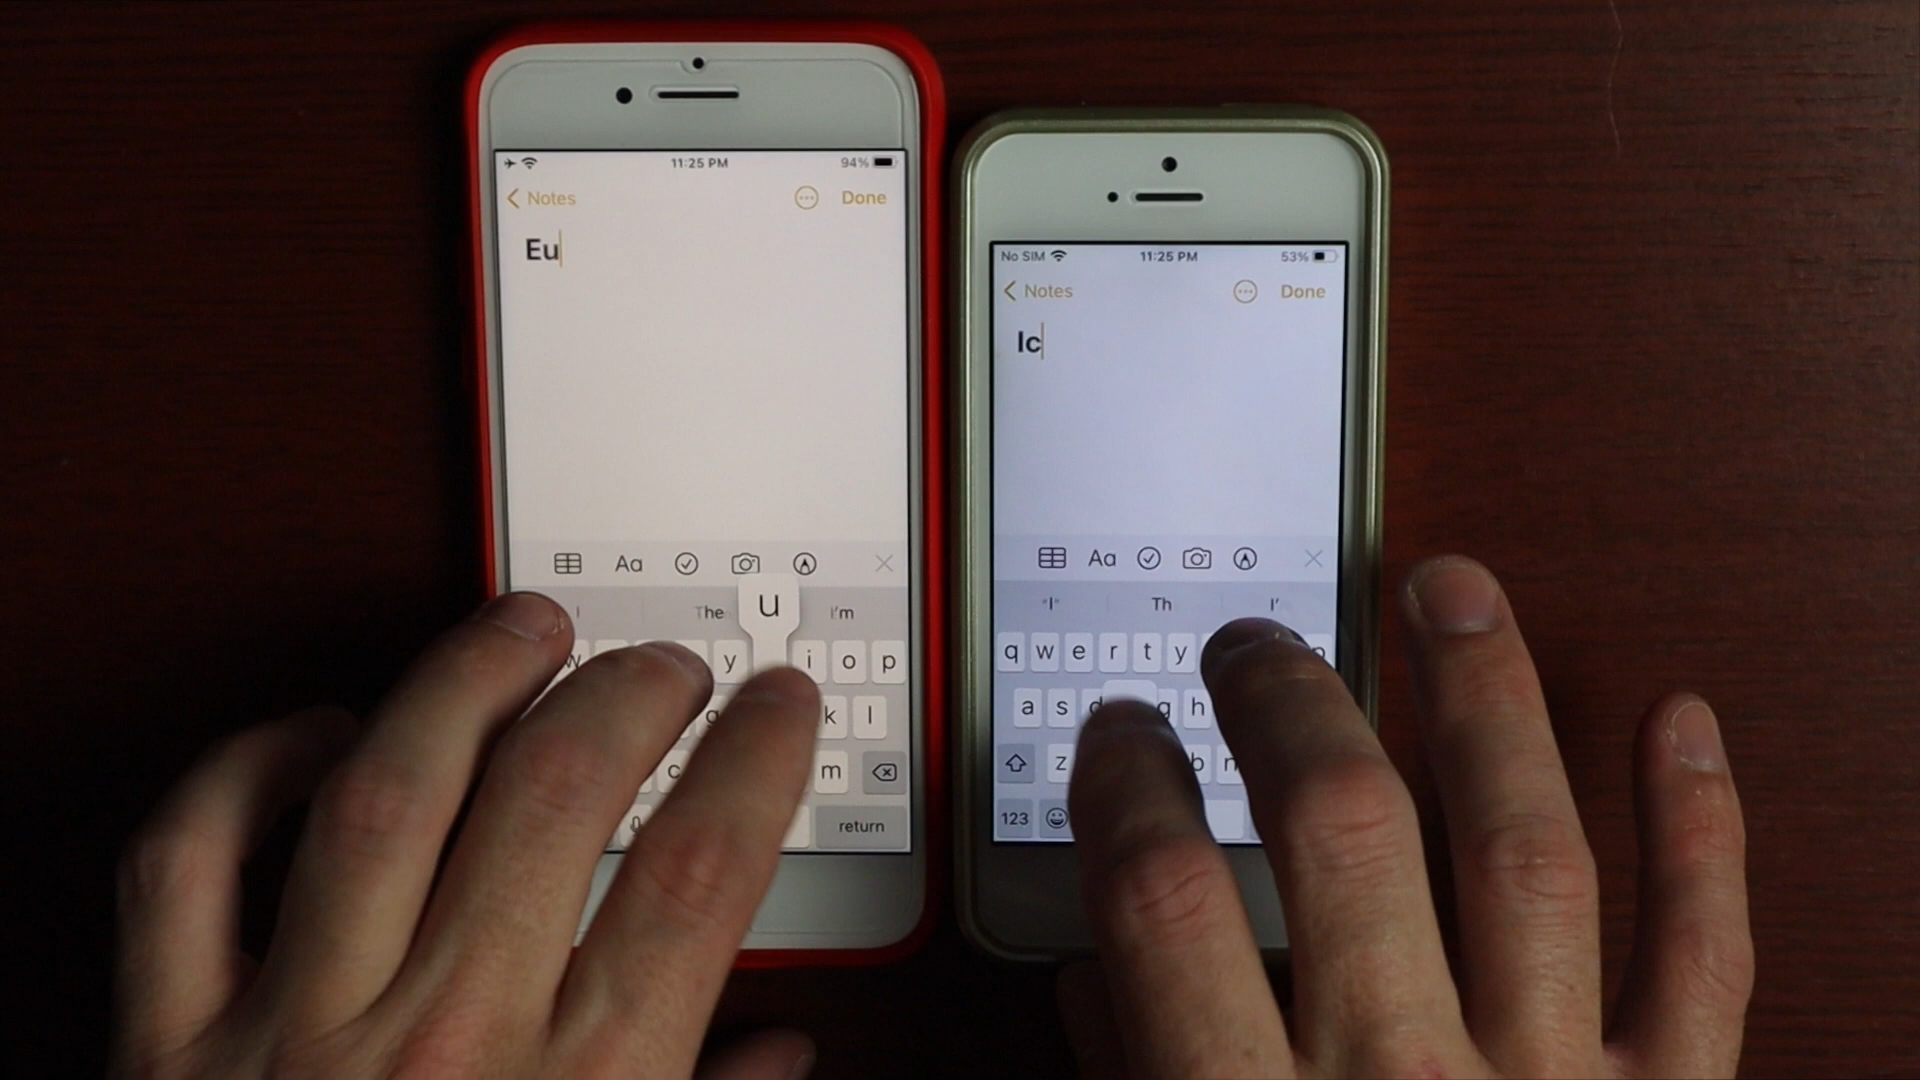 11:25 PM
94%
Notes
Done
Eu
Aa
I
The
I'm
u
w
y
i
o
p
g
k
l
c
m
return
No SIM
11:25 PM
53%
Notes
Done
Ic
Aa
"I"
Th
I'
q w e r t y
p
a s d g h
z b n
123